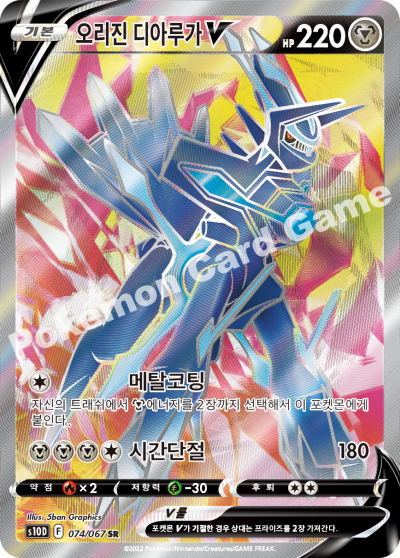 기본 오리진 디아루가 V HP 220
Pokémon Card Game
메탈코팅
자신의 트래쉬에서 에너지를 2장까지 선택해서 이 포켓몬에게
붙인다.
시간단절 180
약점 ×2 저항력 -30 후퇴
Illus. 5ban Graphics
s10D F 074/067 SR
V룰
포켓몬 V가 기절한 경우 상대는 프라이즈를 2장 가져간다.
©2022 Pokémon/Nintendo/Creatures/GAME FREAK.